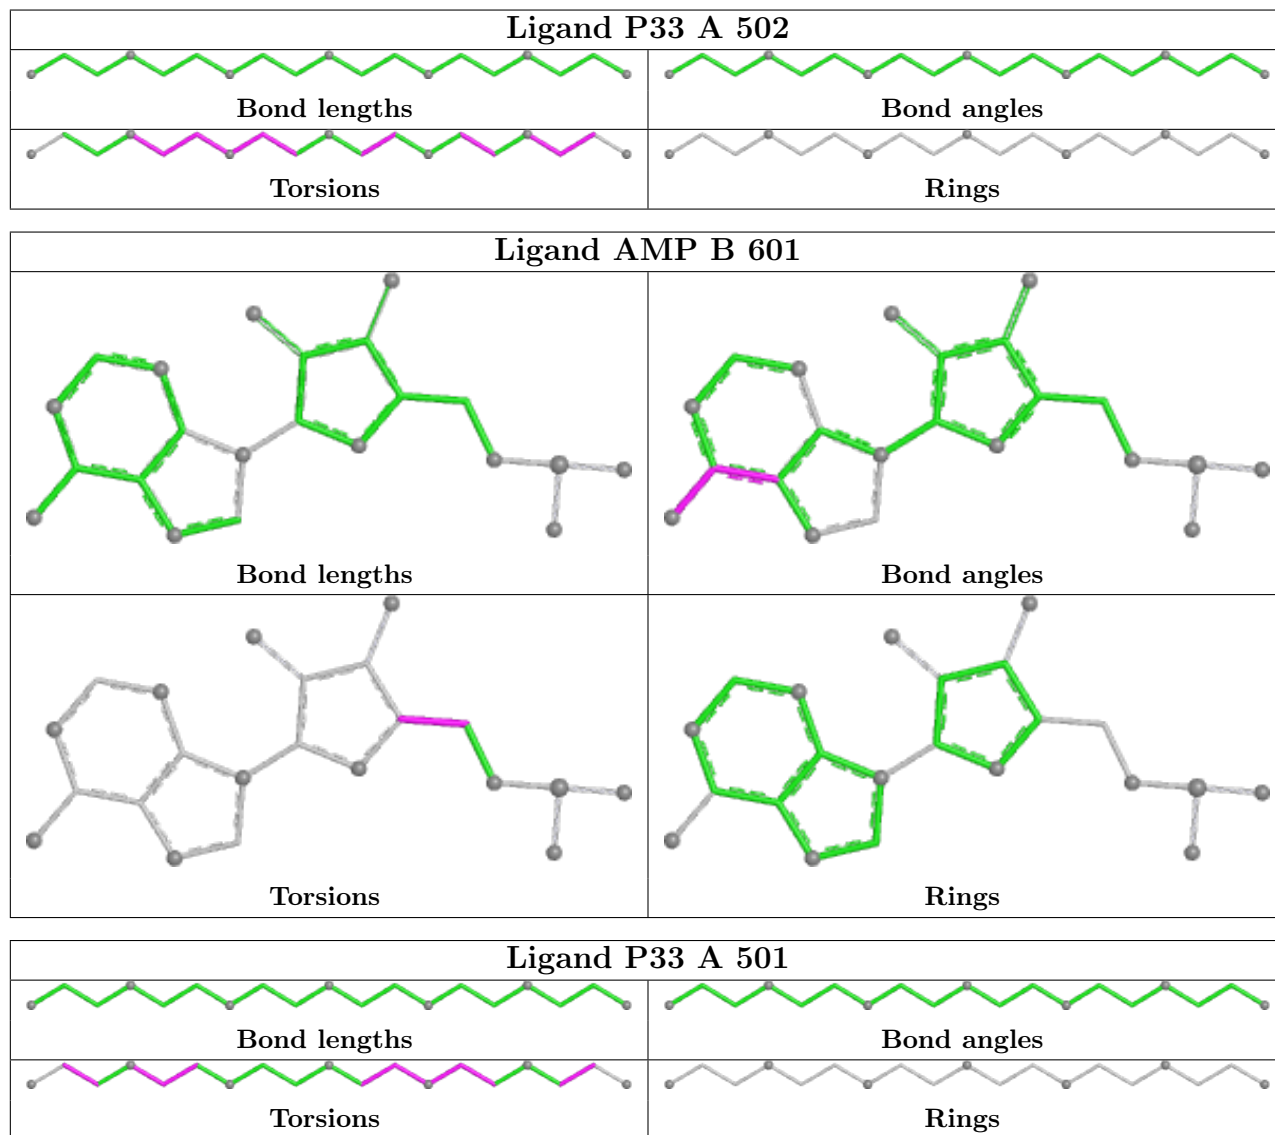 Ligand P33 A 502
Bond lengths
Bond angles
Torsions
Rings
Ligand AMP B 601
Bond lengths
Bond angles
Torsions
Rings
Ligand P33 A 501
Bond lengths
Bond angles
Torsions
Rings